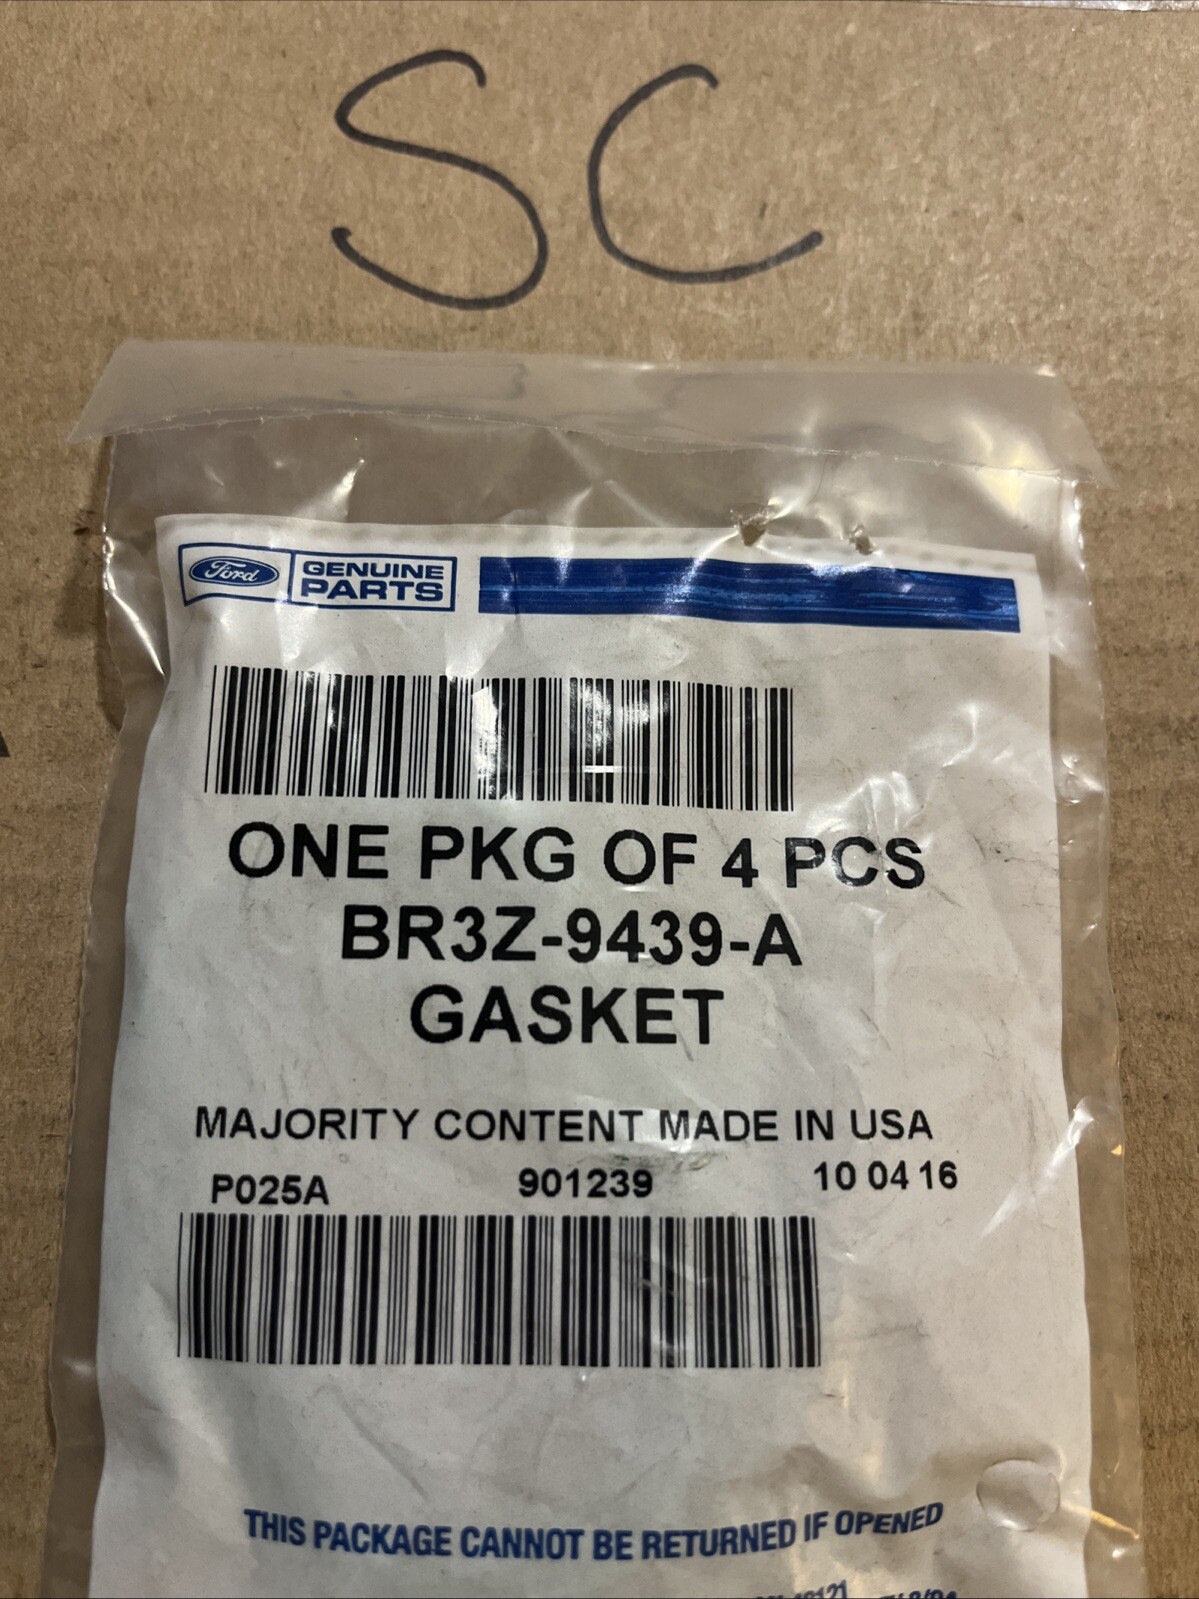 SC
Ford
GENUINE
PARTS
ONE PKG OF 4 PCS
BR3Z-9439-A
GASKET
MAJORITY CONTENT MADE IN USA
P025A 901239 10 04 16
THIS PACKAGE CANNOT BE RETURNED IF OPENED